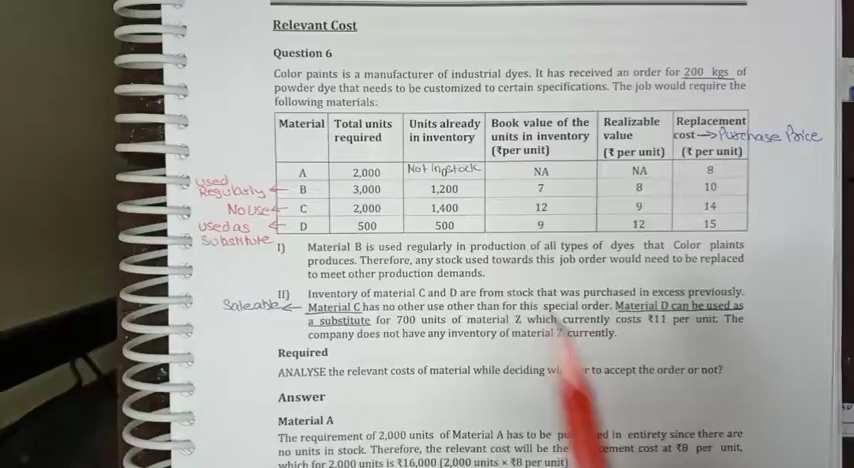 Relevant Cost
Question 6
Color paints is a manufacturer of industrial dyes. It has received an order for 200 kgs of
powder dye that needs to be customized to certain specifications. The job would require the
following materials:
Material Total units required Units already in inventory Book value of the units in inventory (₹per unit) Realizable value (₹ per unit) Replacement cost → Purchase Price (₹ per unit)
A 2,000 Not in stock NA NA 8
used Regularly ← B 3,000 1,200 7 8 10
No use ← C 2,000 1,400 12 9 14
used as Substitute ← D 500 500 9 12 15
I) Material B is used regularly in production of all types of dyes that Color plaints
produces. Therefore, any stock used towards this job order would need to be replaced
to meet other production demands.
II) Inventory of material C and D are from stock that was purchased in excess previously.
Saleable ← Material C has no other use other than for this special order. Material D can be used as
a substitute for 700 units of material Z which currently costs ₹11 per unit. The
company does not have any inventory of material currently.
Required
ANALYSE the relevant costs of material while deciding to accept the order or not?
Answer
Material A
The requirement of 2,000 units of Material A has to be in entirety since there are
no units in stock. Therefore, the relevant cost will be the cost at ₹8 per unit,
which for 2,000 units is ₹16,000 (2,000 units × ₹8 per unit)